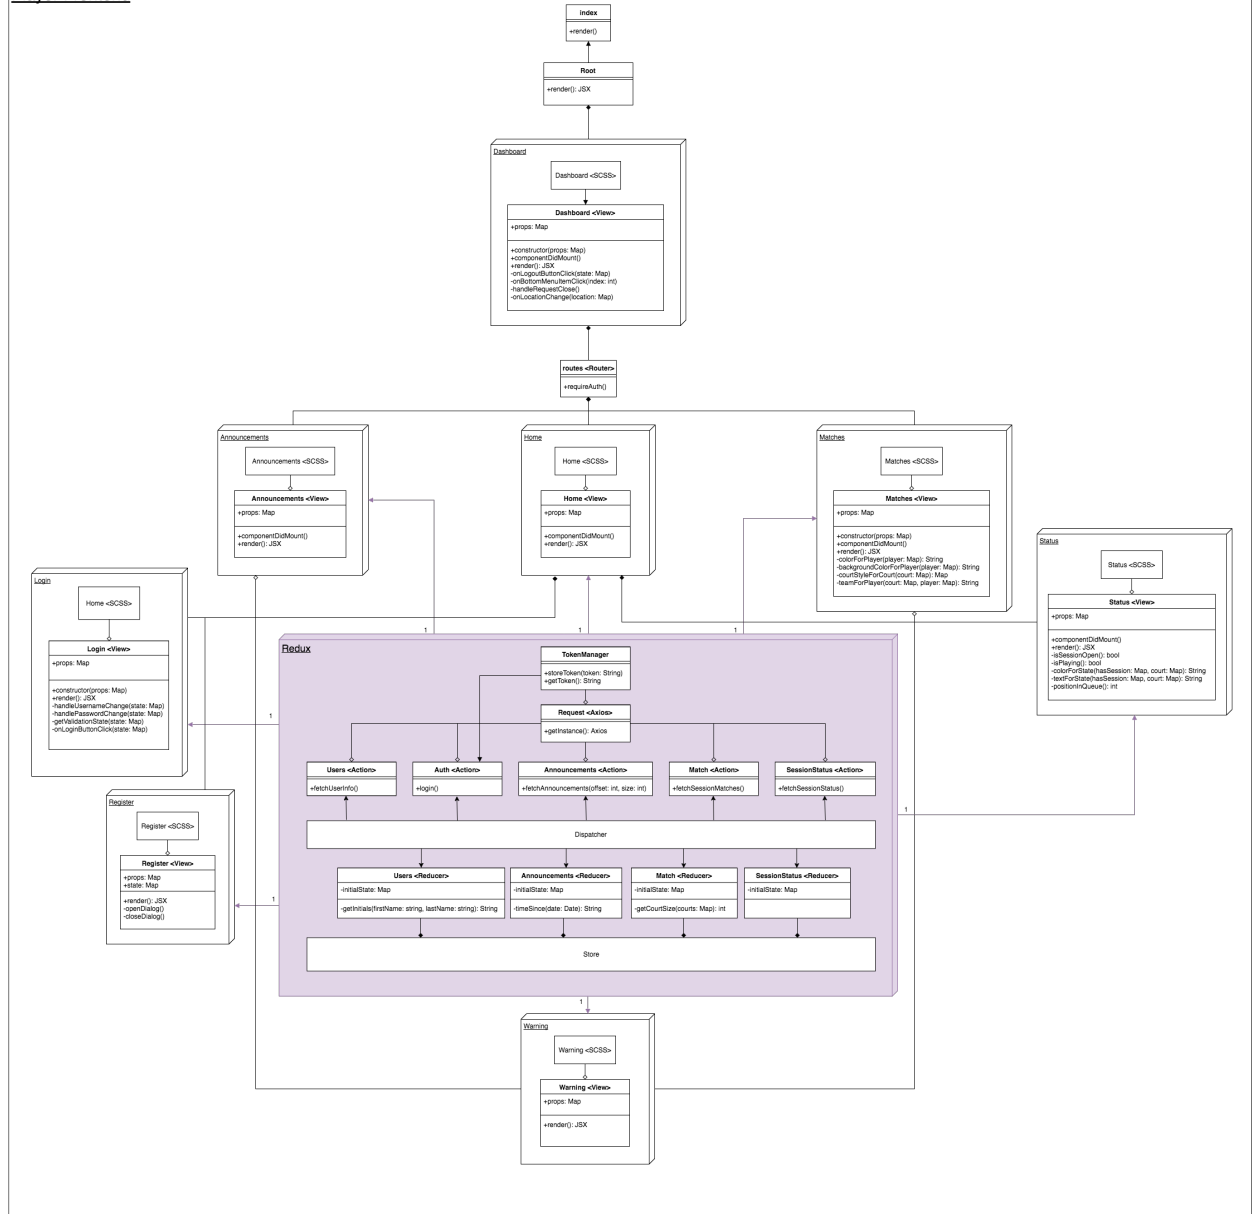 index
+render()
Root
+render(): JSX
Dashboard
Dashboard <SCSS>
Dashboard <View>
+props: Map
+constructor(props: Map)
+componentDidMount()
+render(): JSX
-onLogoutButtonClick(state: Map)
-onBottomMenuItemClick(index: int)
-handleRequestClose()
-onLocationChange(location: Map)
routes <Router>
+requireAuth()
Announcements
Announcements <SCSS>
Announcements <View>
+props: Map
+componentDidMount()
+render(): JSX
Home
Home <SCSS>
Home <View>
+props: Map
+componentDidMount()
+render(): JSX
Matches
Matches <SCSS>
Matches <View>
+props: Map
+constructor(props: Map)
+componentDidMount()
+render(): JSX
-colorForPlayer(player: Map): String
-backgroundColorForPlayer(player: Map): String
-courtStyleForCourt(court: Map): Map
-teamForPlayer(court: Map, player: Map): String
Status
Status <SCSS>
Status <View>
+props: Map
+componentDidMount()
+render(): JSX
-isSessionOpen(): bool
-isPlaying(): bool
-colorForState(hasSession: Map, court: Map): String
-textForState(hasSession: Map, court: Map): String
-positionInQueue(): int
Login
Home <SCSS>
Login <View>
+props: Map
+constructor(props: Map)
+render(): JSX
-handleUsernameChange(state: Map)
-handlePasswordChange(state: Map)
-getValidationState(state: Map)
-onLoginButtonClick(state: Map)
Register
Register <SCSS>
Register <View>
+props: Map
+state: Map
+render(): JSX
-openDialog()
-closeDialog()
1
1
1
1
1
1
1
Redux
TokenManager
+storeToken(token: String)
+getToken(): String
Request <Axios>
+getInstance(): Axios
Users <Action>
+fetchUserInfo()
Auth <Action>
+login()
Announcements <Action>
+fetchAnnouncements(offset: int, size: int)
Match <Action>
+fetchSessionMatches()
SessionStatus <Action>
+fetchSessionStatus()
Dispatcher
Users <Reducer>
-initialState: Map
-getInitials(firstName: string, lastName: string): String
Announcements <Reducer>
-initialState: Map
-timeSince(date: Date): String
Match <Reducer>
-initialState: Map
-getCourtSize(courts: Map): int
SessionStatus <Reducer>
-initialState: Map
Store
Warning
Warning <SCSS>
Warning <View>
+props: Map
+render(): JSX